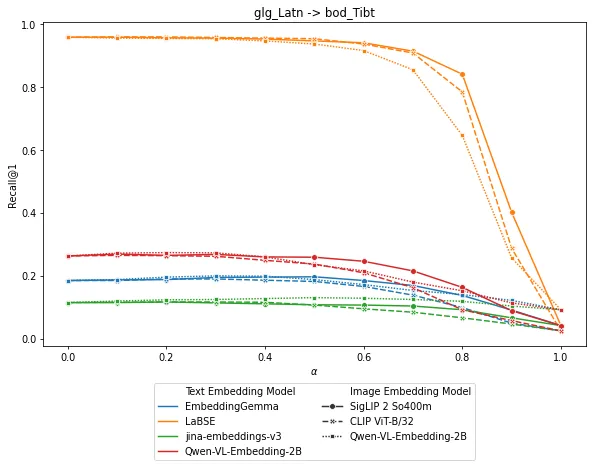 glg_Latn -> bod_Tibt
1.0
0.8
0.6
0.4
0.2
0.0
Recall@1
0.0 0.2 0.4 0.6 0.8 1.0
α
Text Embedding Model Image Embedding Model
EmbeddingGemma SigLIP 2 So400m
LaBSE CLIP ViT-B/32
jina-embeddings-v3 Qwen-VL-Embedding-2B
Qwen-VL-Embedding-2B